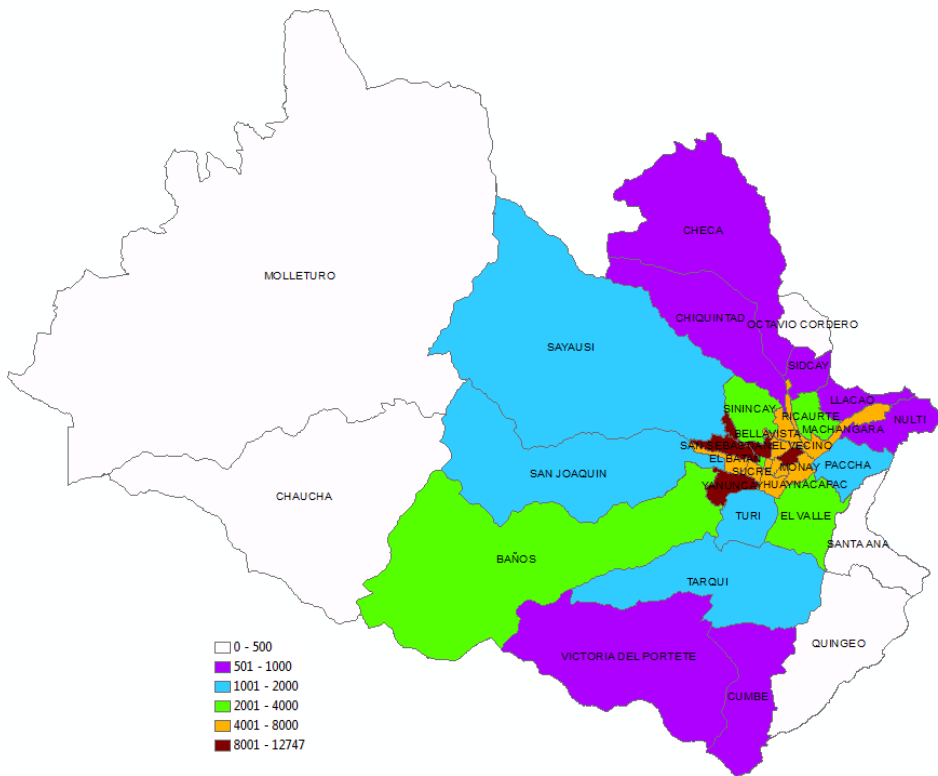 CHECA
MOLLETURO
CHIQUINTAD
OCTAVIO CORDERO
SAYAUSI
SIDCAY
LLACAO
SININCAY
RICAURTE
NULTI
MACHANGARA
BELLAVISTA
SAN SEBASTIAN
EL VECINO
EL BATAN
SUCRE
MONAY
PACCHA
SAN JOAQUIN
YANUNCAY
HUAYNACAPAC
CHAUCHA
TURI
EL VALLE
SANTA ANA
BAÑOS
TARQUI
QUINGEO
VICTORIA DEL PORTETE
CUMBE
0 - 500
501 - 1000
1001 - 2000
2001 - 4000
4001 - 8000
8001 - 12747